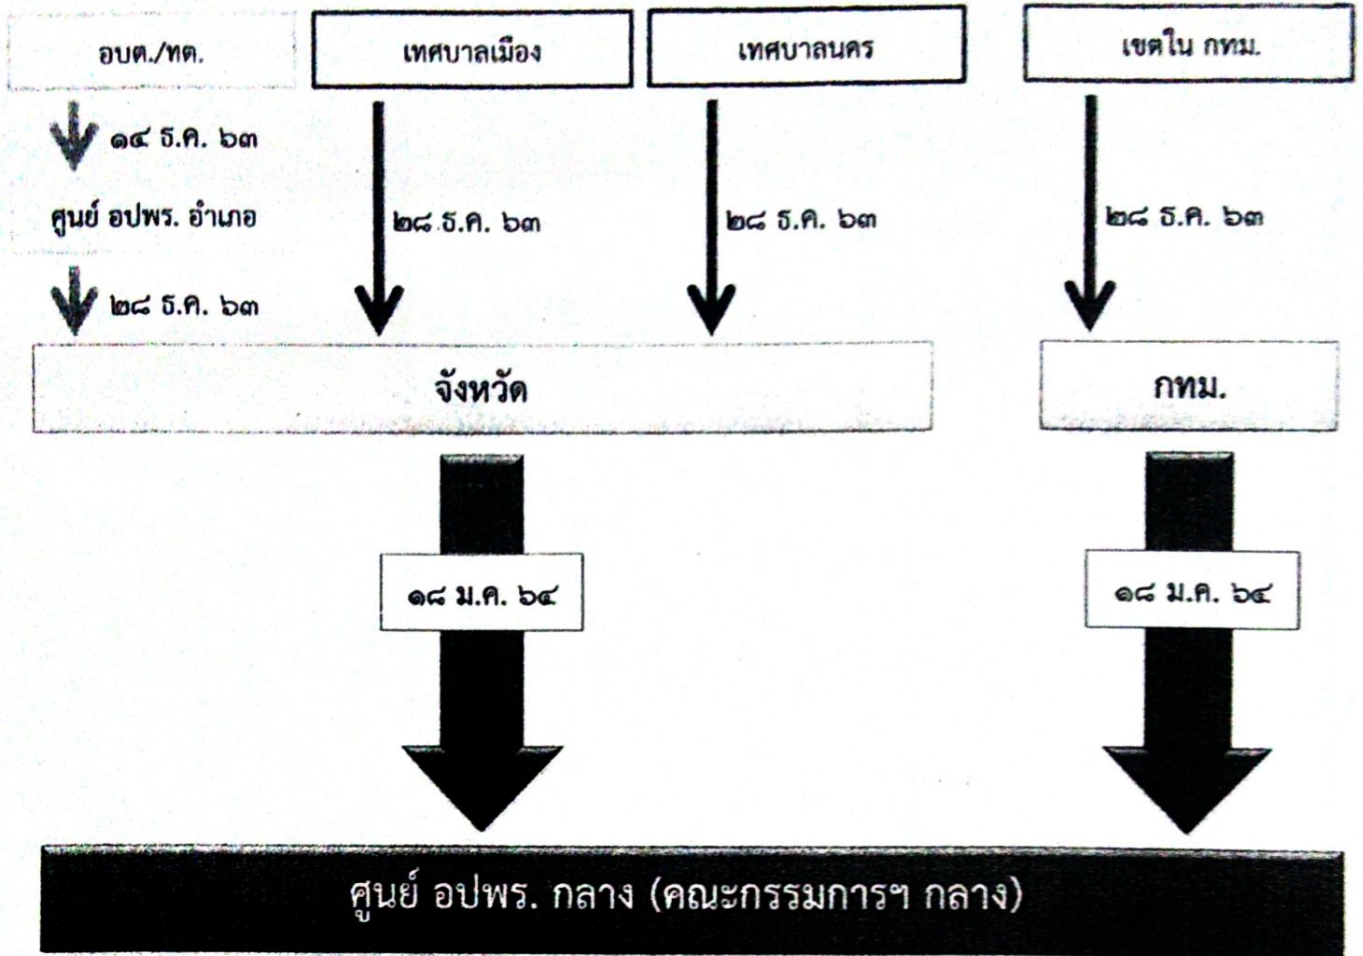 อบต./ทต.
เทศบาลเมือง
เทศบาลนคร
เขตใน กทม.
๑๔ ธ.ค. ๖๓
ศูนย์ อปพร. อำเภอ
๒๘ ธ.ค. ๖๓
๒๘ ธ.ค. ๖๓
๒๘ ธ.ค. ๖๓
๒๘ ธ.ค. ๖๓
จังหวัด
กทม.
๑๘ ม.ค. ๖๔
๑๘ ม.ค. ๖๔
ศูนย์ อปพร. กลาง (คณะกรรมการฯ กลาง)